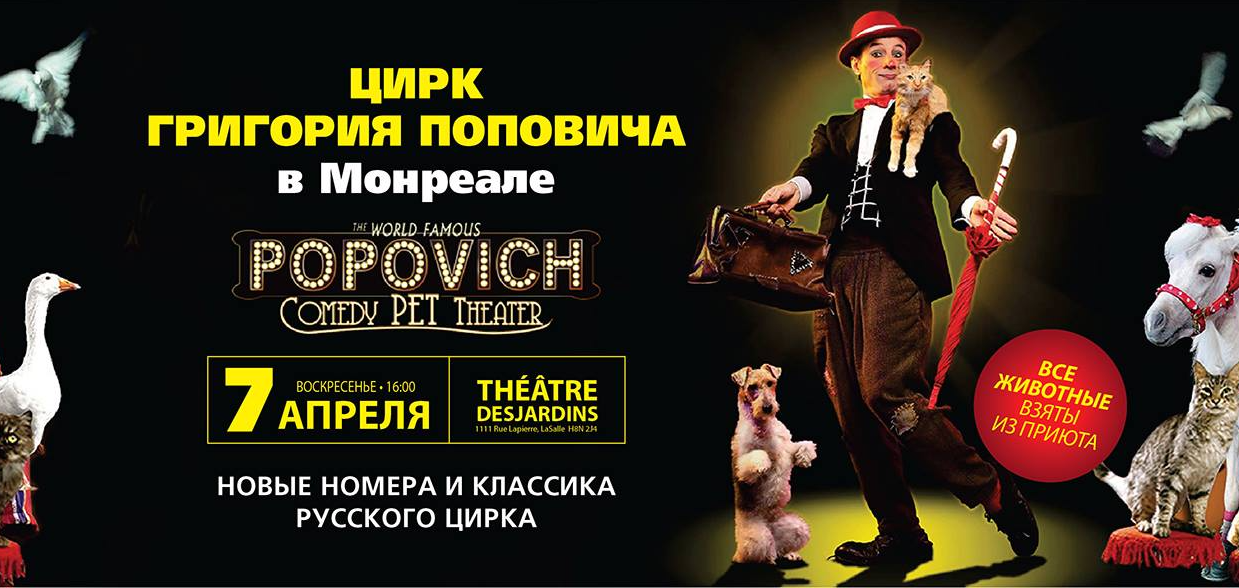 ЦИРК
ГРИГОРИЯ ПОПОВИЧА
в Монреале
THE WORLD FAMOUS
POPOVICH
COMEDY PET THEATER
7 ВОСКРЕСЕНЬЕ • 16:00
АПРЕЛЯ
THÉÂTRE
DESJARDINS
1111 Rue Lapierre, LaSalle H8N 2J4
НОВЫЕ НОМЕРА И КЛАССИКА
РУССКОГО ЦИРКА
ВСЕ
ЖИВОТНЫЕ
ВЗЯТЫ
ИЗ ПРИЮТА